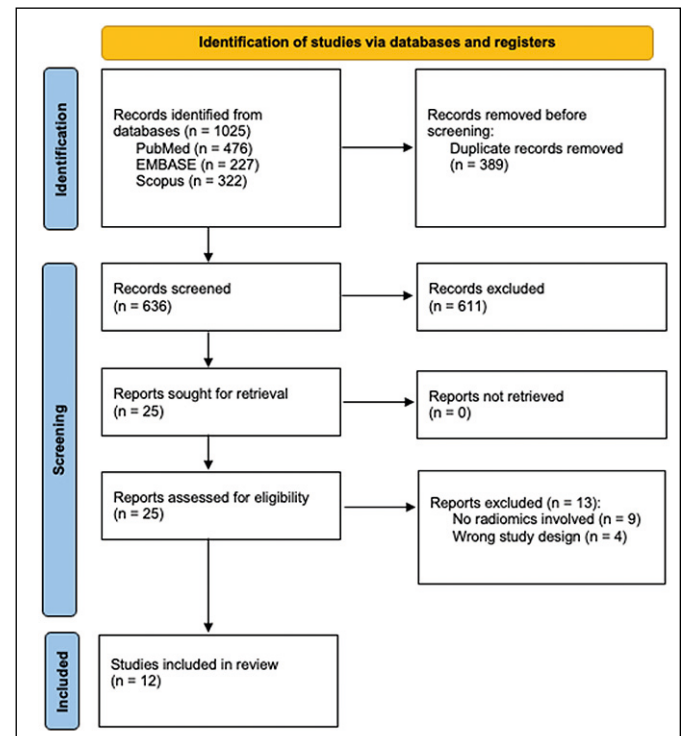 Identification of studies via databases and registers
Identification
Records identified from
databases (n = 1025)
PubMed (n = 476)
EMBASE (n = 227)
Scopus (n = 322)
Records removed before
screening:
Duplicate records removed
(n = 389)
Screening
Records screened
(n = 636)
Records excluded
(n = 611)
Reports sought for retrieval
(n = 25)
Reports not retrieved
(n = 0)
Reports assessed for eligibility
(n = 25)
Reports excluded (n = 13):
No radiomics involved (n = 9)
Wrong study design (n = 4)
Included
Studies included in review
(n = 12)